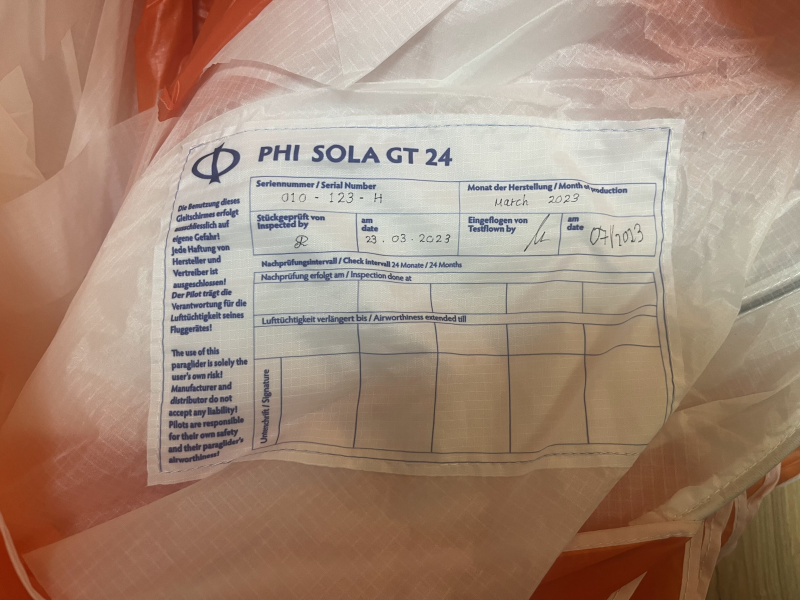 PHI SOLA GT 24
Seriennummer / Serial Number
010 - 123 - H
Monat der Herstellung / Month of production
March 2023
Stückgeprüft von
Inspected by
am
date
23.03.2023
Eingeflogen von
Testflown by
am
date
07/2023
Nachprüfungsintervall / Check intervall 24 Monate / 24 Months
Nachprüfung erfolgt am / Inspection done at
Lufttüchtigkeit verlängert bis / Airworthiness extended till
Unterschrift / Signature
Die Benutzung dieses
Gleitschirmes erfolgt
ausschliesslich auf
eigene Gefahr!
Jede Haftung von
Hersteller und
Vertreiber ist
ausgeschlossen!
Der Pilot trägt die
Verantwortung für die
Lufttüchtigkeit seines
Fluggerätes!
The use of this
paraglider is solely the
user's own risk!
Manufacturer and
distributor do not
accept any liability!
Pilots are responsible
for their own safety
and their paraglider's
airworthiness!